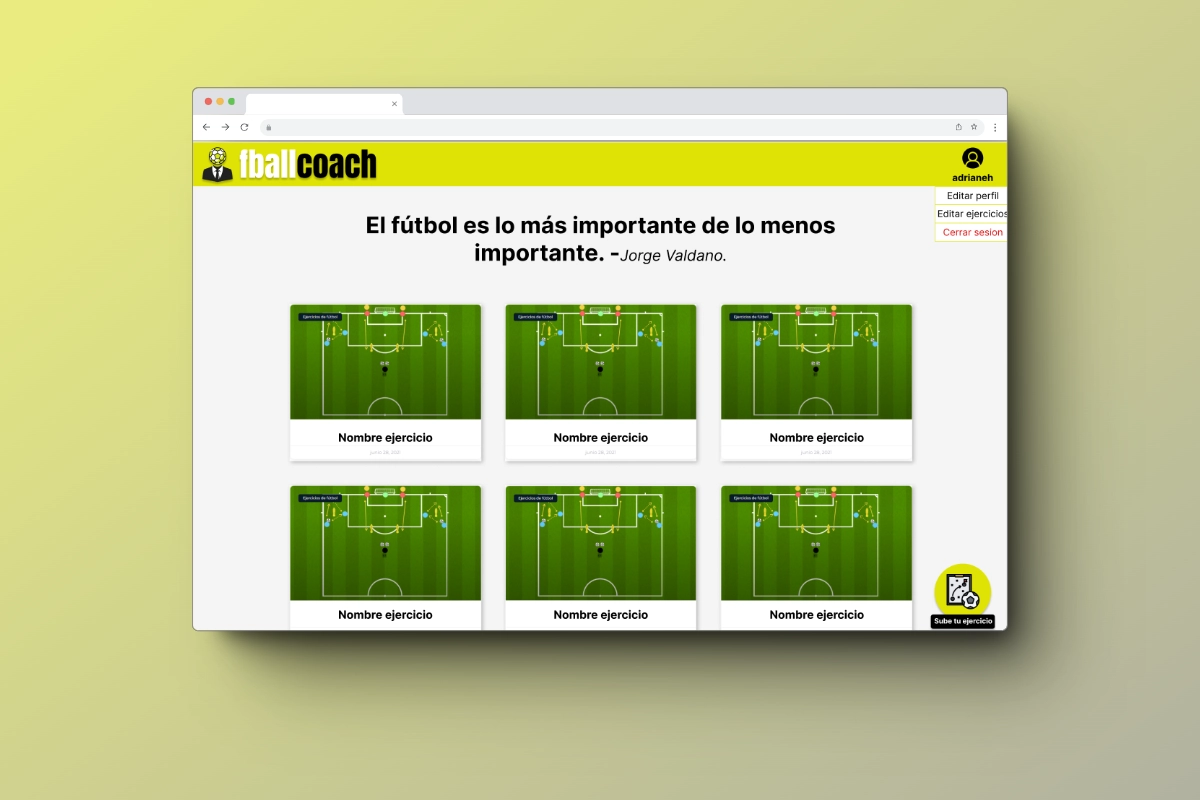 fballcoach
adrianeh
Editar perfil
Editar ejercicios
Cerrar sesion
El fútbol es lo más importante de lo menos
importante. -Jorge Valdano.
Ejercicios de fútbol
Ejercicios de fútbol
Ejercicios de fútbol
Nombre ejercicio
Nombre ejercicio
Nombre ejercicio
junio 28, 2021
junio 28, 2021
junio 28, 2021
Ejercicios de fútbol
Ejercicios de fútbol
Ejercicios de fútbol
Nombre ejercicio
Nombre ejercicio
Nombre ejercicio
Sube tu ejercicio